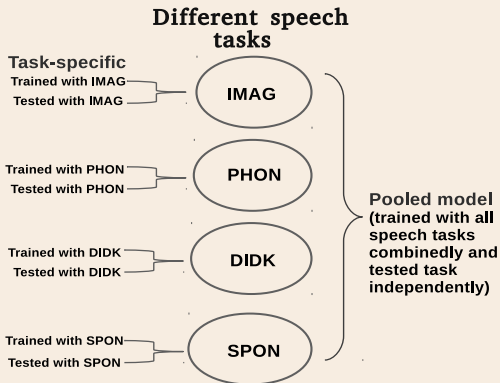 Different speech
tasks
Task-specific
Trained with IMAG
Tested with IMAG
IMAG
Trained with PHON
Tested with PHON
PHON
Trained with DIDK
Tested with DIDK
DIDK
Trained with SPON
Tested with SPON
SPON
Pooled model
(trained with all
speech tasks
combinedly and
tested task
independently)